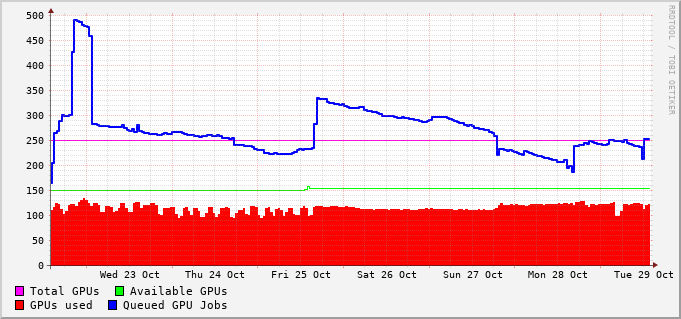 500
450
400
350
300
250
200
150
100
50
0
Wed 23 Oct Thu 24 Oct Fri 25 Oct Sat 26 Oct Sun 27 Oct Mon 28 Oct Tue 29 Oct
Total GPUs Available GPUs
GPUs used Queued GPU Jobs
RRDTOOL / TOBI OETIKER